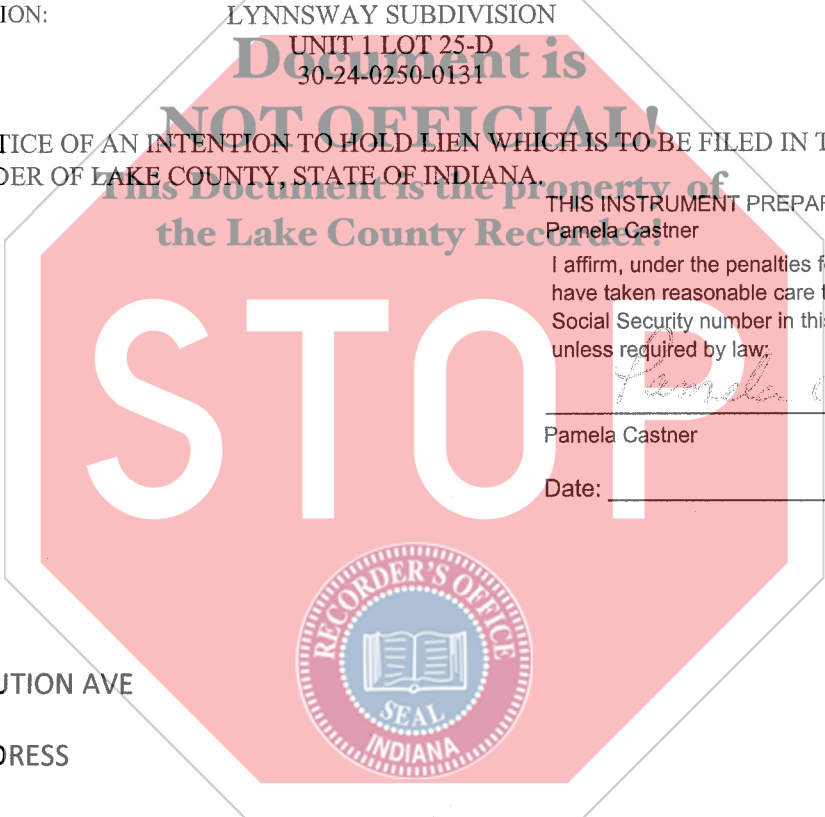 ION: LYNNSWAY SUBDIVISION
UNIT 1 LOT 25-D
30-24-0250-0131
Document is
NOT OFFICIAL!
TICE OF AN INTENTION TO HOLD LIEN WHICH IS TO BE FILED IN T
DER OF LAKE COUNTY, STATE OF INDIANA.
This Document is the property of
the Lake County Recorder!
THIS INSTRUMENT PREPAR
Pamela Castner
I affirm, under the penalties f
have taken reasonable care t
Social Security number in this
unless required by law:
Pamela C
Pamela Castner
Date:
STOP
RECORDER'S OFFICE
SEAL
INDIANA
UTION AVE
DRESS